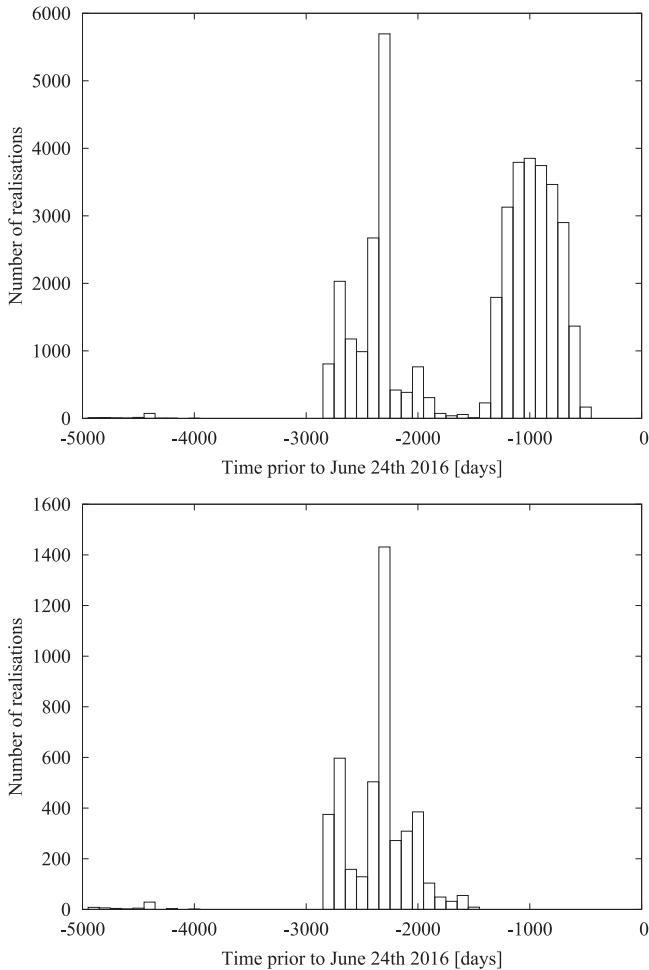 6000
5000
4000
3000
2000
1000
0
Number of realisations
-5000 -4000 -3000 -2000 -1000 0
Time prior to June 24th 2016 [days]
1600
1400
1200
1000
800
600
400
200
0
Number of realisations
-5000 -4000 -3000 -2000 -1000 0
Time prior to June 24th 2016 [days]